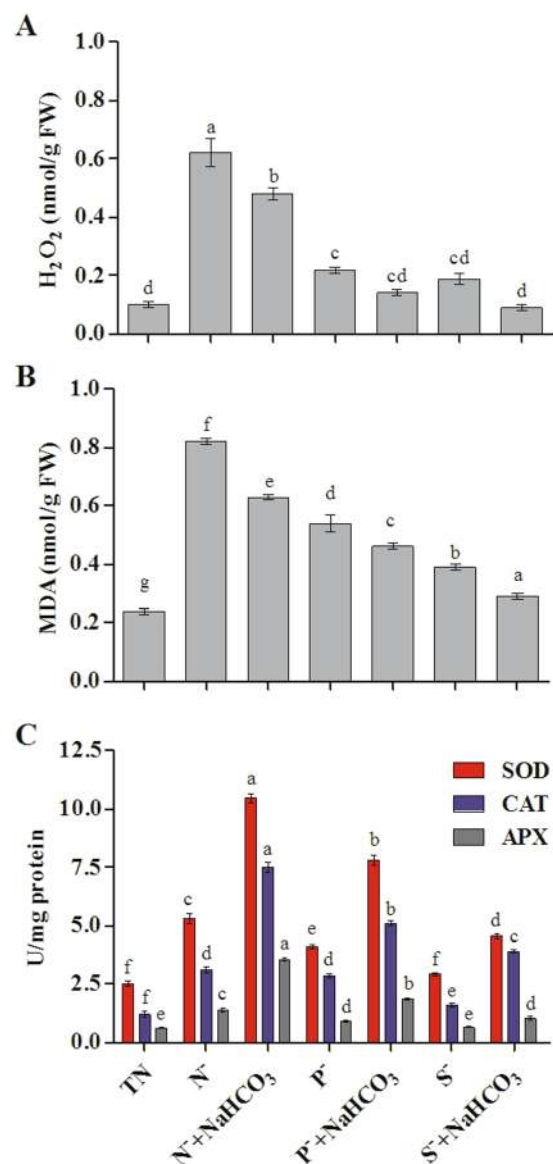 A
H₂O₂ (nmol/g FW)
1.0
0.8
0.6
0.4
0.2
0.0
d
a
b
c
cd
cd
d
B
MDA (nmol/g FW)
1.0
0.8
0.6
0.4
0.2
0.0
g
f
e
d
c
b
a
C
U/mg protein
12.5
10.0
7.5
5.0
2.5
0.0
SOD
CAT
APX
f f e
c d c
a a a
e d d
b b b
f e e
d c d
TN
N⁻
N⁻+NaHCO₃
P⁻
P⁻+NaHCO₃
S⁻
S⁻+NaHCO₃